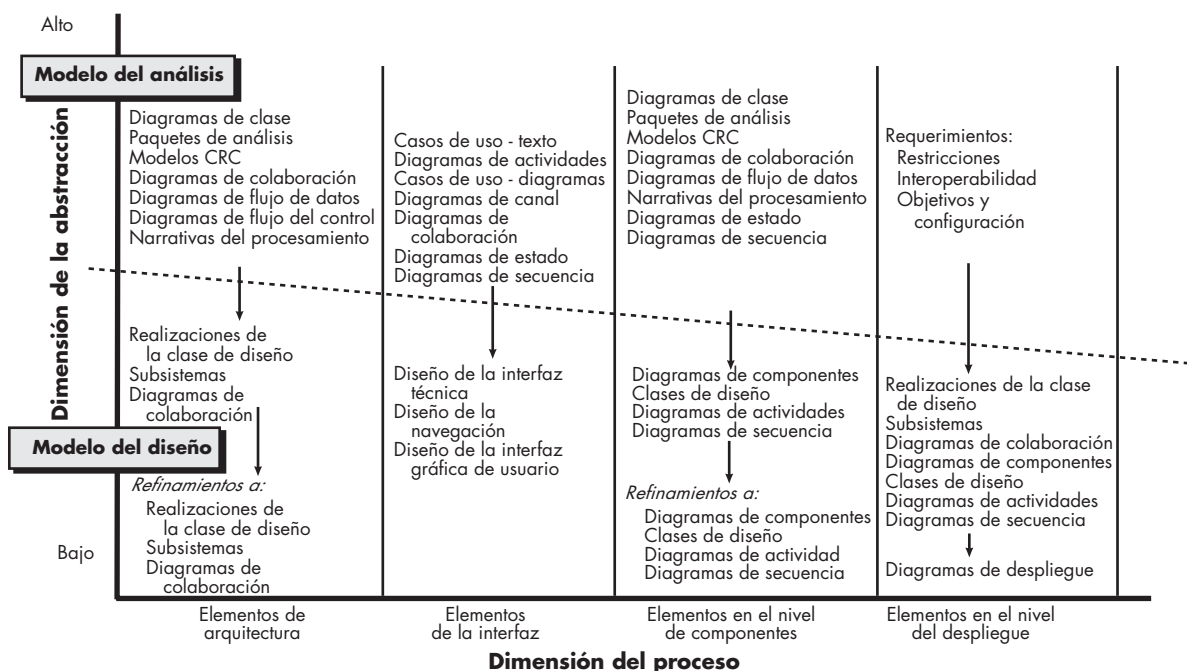 Alto
Modelo del análisis
Dimensión de la abstracción
Diagramas de clase
Paquetes de análisis
Modelos CRC
Diagramas de colaboración
Diagramas de flujo de datos
Diagramas de flujo del control
Narrativas del procesamiento
Realizaciones de
la clase de diseño
Subsistemas
Diagramas de
colaboración
Modelo del diseño
Refinamientos a:
Realizaciones de
la clase de diseño
Subsistemas
Diagramas de
colaboración
Bajo
Elementos de
arquitectura
Casos de uso - texto
Diagramas de actividades
Casos de uso - diagramas
Diagramas de canal
Diagramas de
colaboración
Diagramas de estado
Diagramas de secuencia
Diseño de la interfaz
técnica
Diseño de la
navegación
Diseño de la interfaz
gráfica de usuario
Elementos
de la interfaz
Diagramas de clase
Paquetes de análisis
Modelos CRC
Diagramas de colaboración
Diagramas de flujo de datos
Narrativas del procesamiento
Diagramas de estado
Diagramas de secuencia
Diagramas de componentes
Clases de diseño
Diagramas de actividades
Diagramas de secuencia
Refinamientos a:
Diagramas de componentes
Clases de diseño
Diagramas de actividad
Diagramas de secuencia
Elementos en el nivel
de componentes
Requerimientos:
Restricciones
Interoperabilidad
Objetivos y
configuración
Realizaciones de la clase
de diseño
Subsistemas
Diagramas de colaboración
Diagramas de componentes
Clases de diseño
Diagramas de actividades
Diagramas de secuencia
Diagramas de despliegue
Elementos en el nivel
del despliegue
Dimensión del proceso